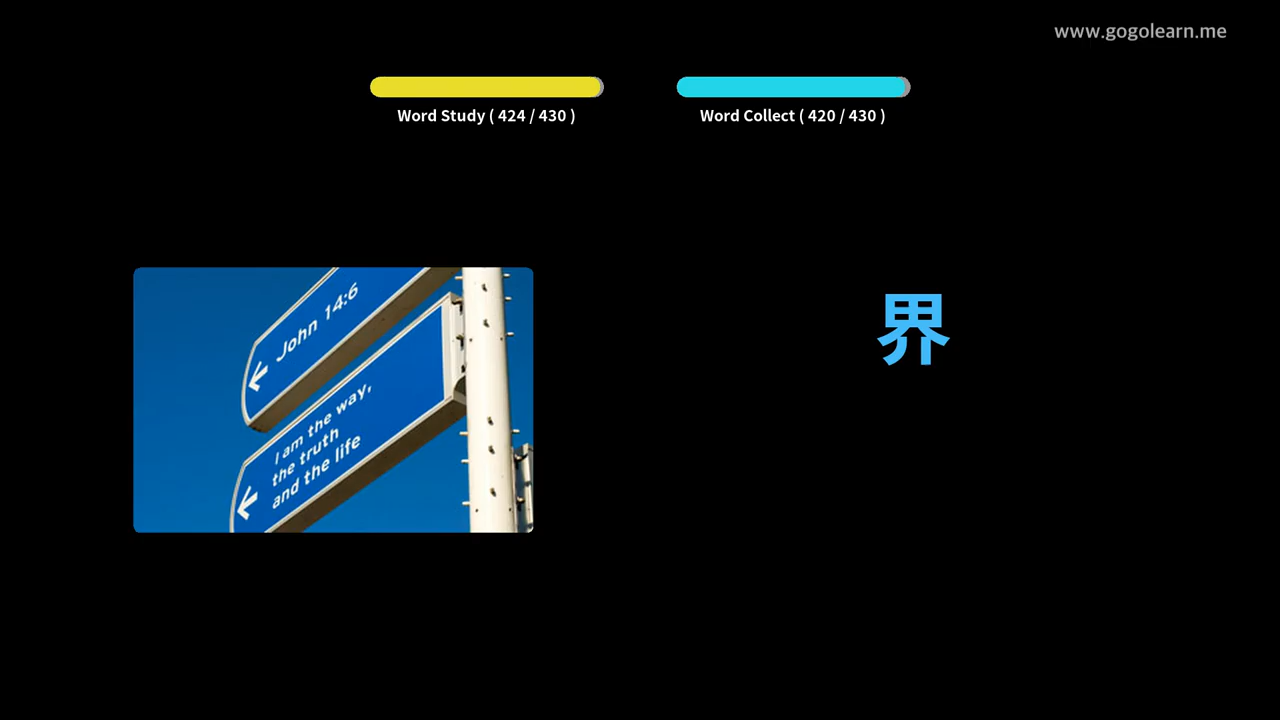 www.gogolearn.me
Word Study ( 424 / 430 )
Word Collect ( 420 / 430 )
John 14:6
I am the way,
the truth
and the life
界